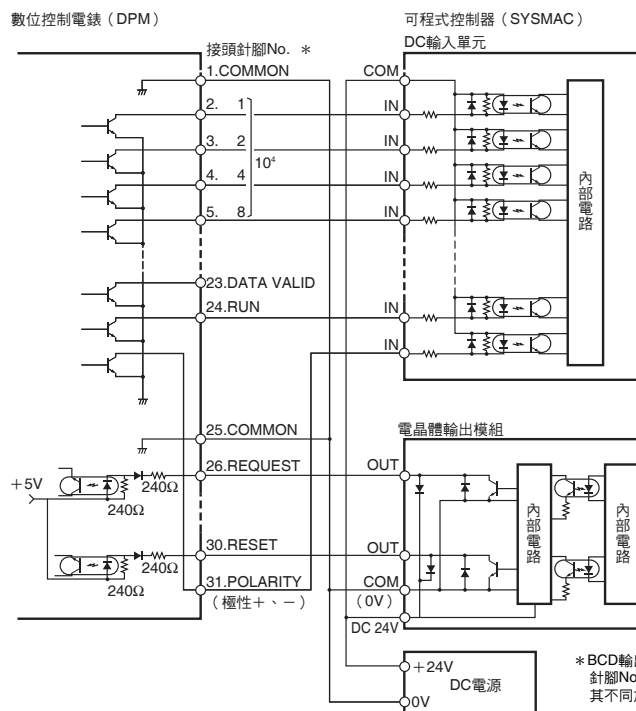 數位控制電錶（DPM）
可程式控制器（SYSMAC）
DC輸入單元
接頭針腳No. ＊
1.COMMON
COM
2. 1
IN
3. 2
IN
10⁴
4. 4
IN
5. 8
IN
內部電路
23.DATA VALID
24.RUN
IN
IN
25.COMMON
電晶體輸出模組
26.REQUEST
OUT
+5V
240Ω
240Ω
內部電路
內部電路
30.RESET
OUT
240Ω
240Ω
31.POLARITY
（極性＋、－）
COM
（0V）
DC 24V
+24V
DC電源
0V
＊BCD輸
針腳No
其不同